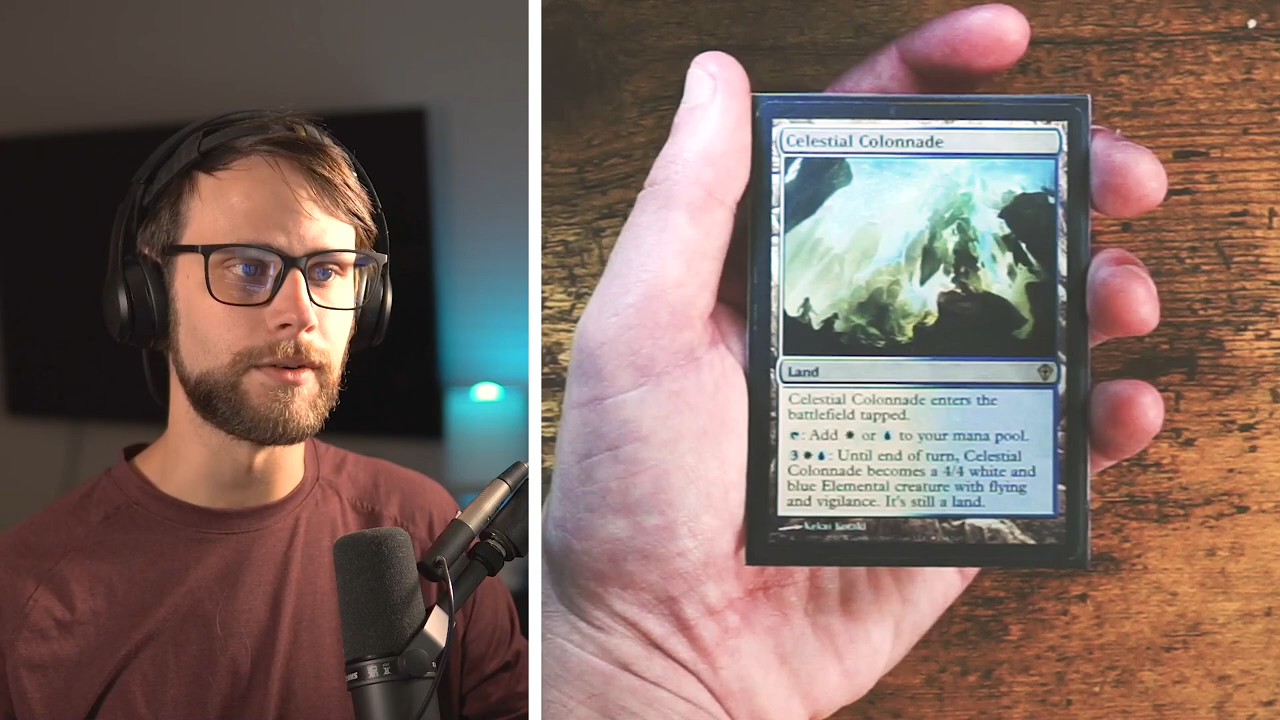 Celestial Colonnade
Land
Celestial Colonnade enters the
battlefield tapped.
: Add or to your mana pool.
3 : Until end of turn, Celestial
Colonnade becomes a 4/4 white and
blue Elemental creature with flying
and vigilance. It's still a land.